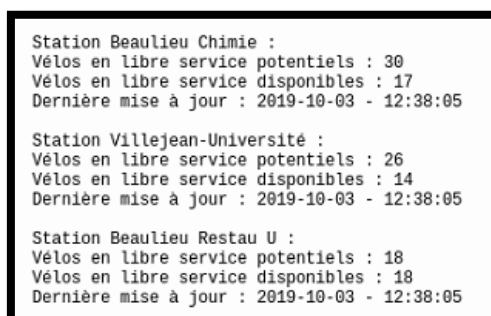 Station Beaulieu Chimie :
Vélos en libre service potentiels : 30
Vélos en libre service disponibles : 17
Dernière mise à jour : 2019-10-03 - 12:38:05
Station Villejean-Université :
Vélos en libre service potentiels : 26
Vélos en libre service disponibles : 14
Dernière mise à jour : 2019-10-03 - 12:38:05
Station Beaulieu Restau U :
Vélos en libre service potentiels : 18
Vélos en libre service disponibles : 18
Dernière mise à jour : 2019-10-03 - 12:38:05